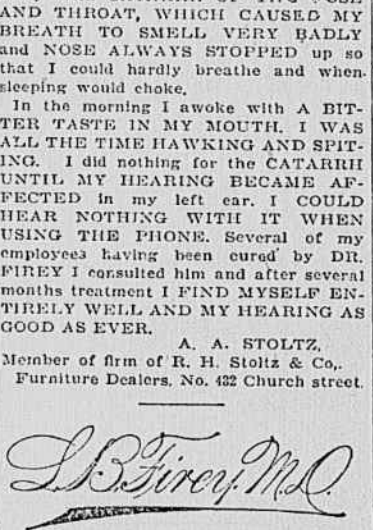 AND THROAT, WHICH CAUSED MY
BREATH TO SMELL VERY BADLY
and NOSE ALWAYS STOPPED up so
that I could hardly breathe and when
sleeping would choke.
In the morning I awoke with A BIT-
TER TASTE IN MY MOUTH. I WAS
ALL THE TIME HAWKING AND SPIT-
ING. I did nothing for the CATARRH
UNTIL MY HEARING BECAME AF-
FECTED in my left ear. I COULD
HEAR NOTHING WITH IT WHEN
USING THE PHONE. Several of my
employees having been cured by DR.
FIREY I consulted him and after several
months treatment I FIND MYSELF EN-
TIRELY WELL AND MY HEARING AS
GOOD AS EVER.
A. A. STOLTZ,
Member of firm of R. H. Stoltz & Co,.
Furniture Dealers, No. 432 Church street.
L.B. Firey. M.D.